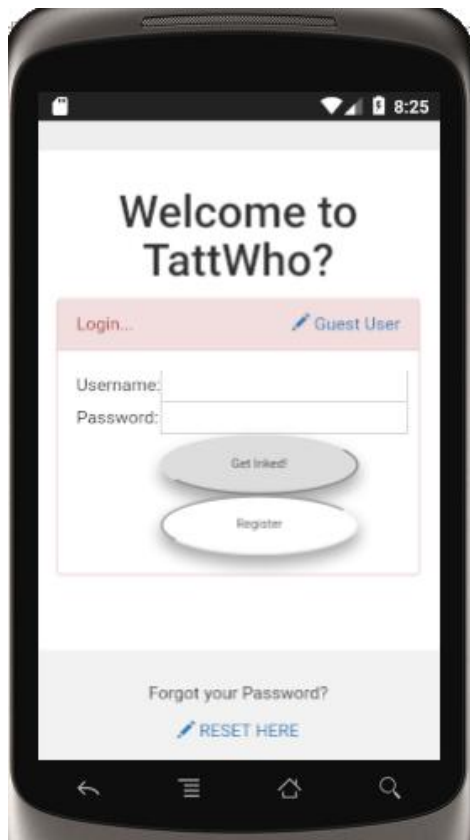 8:25
Welcome to
TattWho?
Login... Guest User
Username:
Password:
Get Inked!
Register
Forgot your Password?
RESET HERE